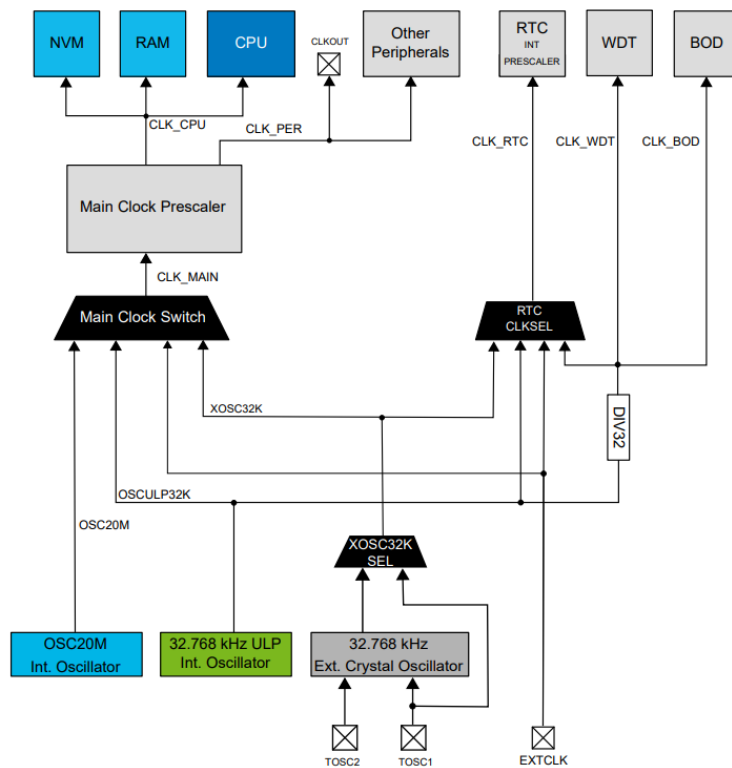 NVM
RAM
CPU
CLKOUT
Other
Peripherals
RTC
INT
PRESCALER
WDT
BOD
CLK_CPU
CLK_PER
CLK_RTC
CLK_WDT
CLK_BOD
Main Clock Prescaler
CLK_MAIN
Main Clock Switch
RTC
CLKSEL
XOSC32K
DIV32
OSCULP32K
OSC20M
XOSC32K
SEL
OSC20M
Int. Oscillator
32.768 kHz ULP
Int. Oscillator
32.768 kHz
Ext. Crystal Oscillator
TOSC2
TOSC1
EXTCLK